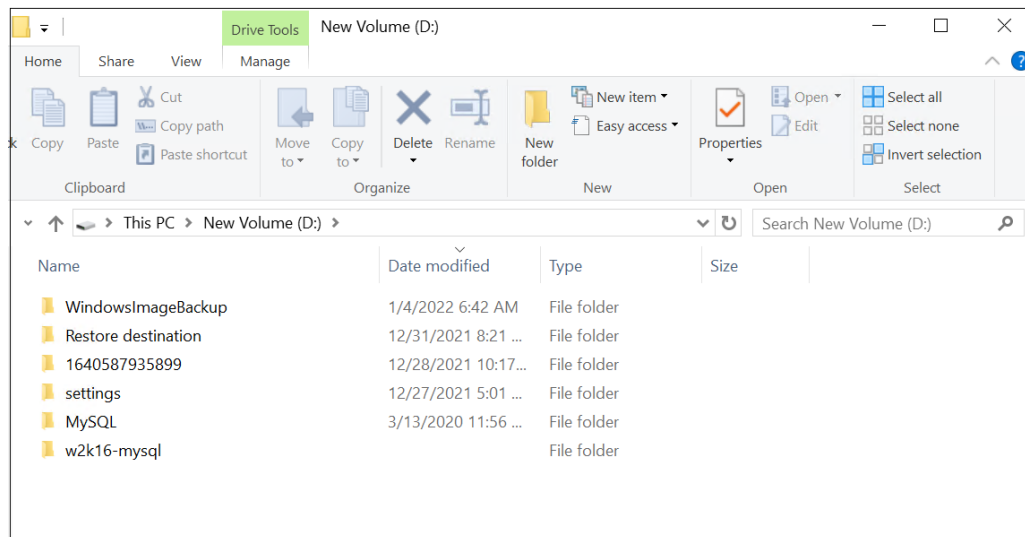 Drive Tools New Volume (D:)
Home Share View Manage
?
k Copy Paste Cut Copy path Paste shortcut
Clipboard
Move to Copy to Delete Rename
Organize
New folder New item Easy access
New
Properties Open Edit
Open
Select all Select none Invert selection
Select
This PC New Volume (D:) Search New Volume (D:)
Name Date modified Type Size
WindowsImageBackup 1/4/2022 6:42 AM File folder
Restore destination 12/31/2021 8:21 ... File folder
1640587935899 12/28/2021 10:17... File folder
settings 12/27/2021 5:01 ... File folder
MySQL 3/13/2020 11:56 ... File folder
w2k16-mysql File folder